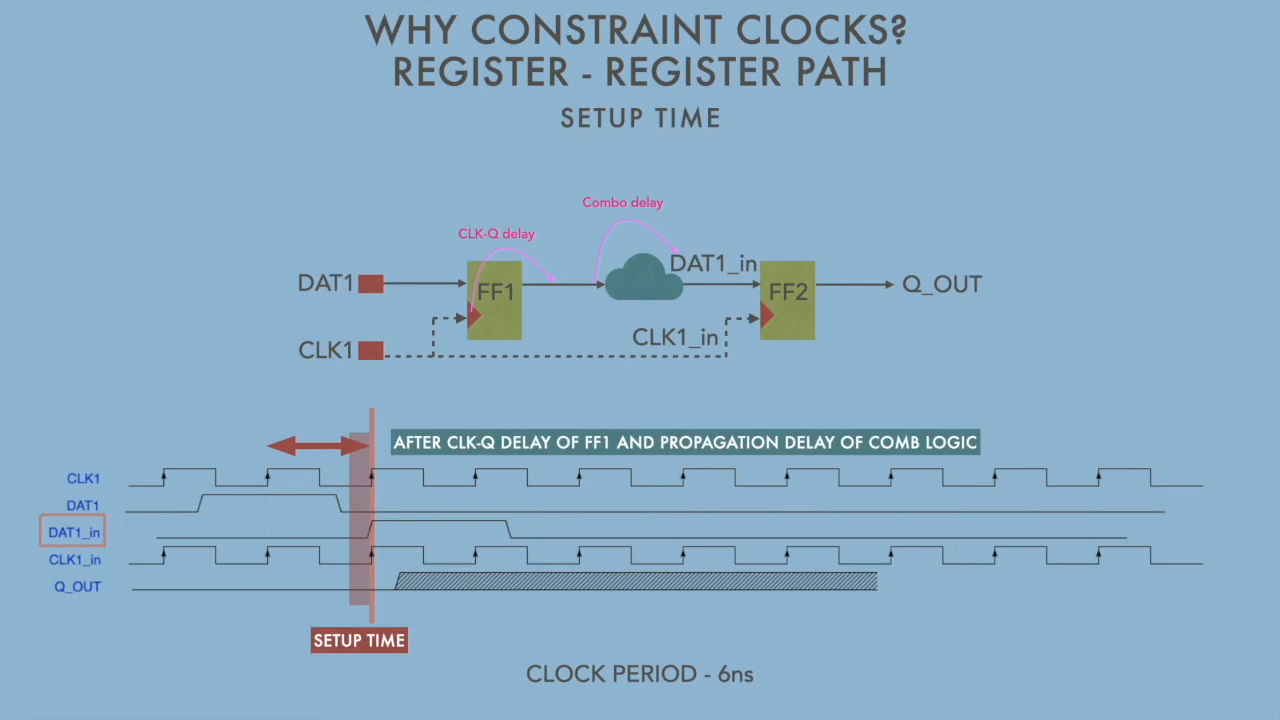 WHY CONSTRAINT CLOCKS?
REGISTER - REGISTER PATH
SETUP TIME
Combo delay
CLK-Q delay
DAT1_in
DAT1
FF1
FF2
Q_OUT
CLK1_in
CLK1
AFTER CLK-Q DELAY OF FF1 AND PROPAGATION DELAY OF COMB LOGIC
CLK1
DAT1
DAT1_in
CLK1_in
Q_OUT
SETUP TIME
CLOCK PERIOD - 6ns